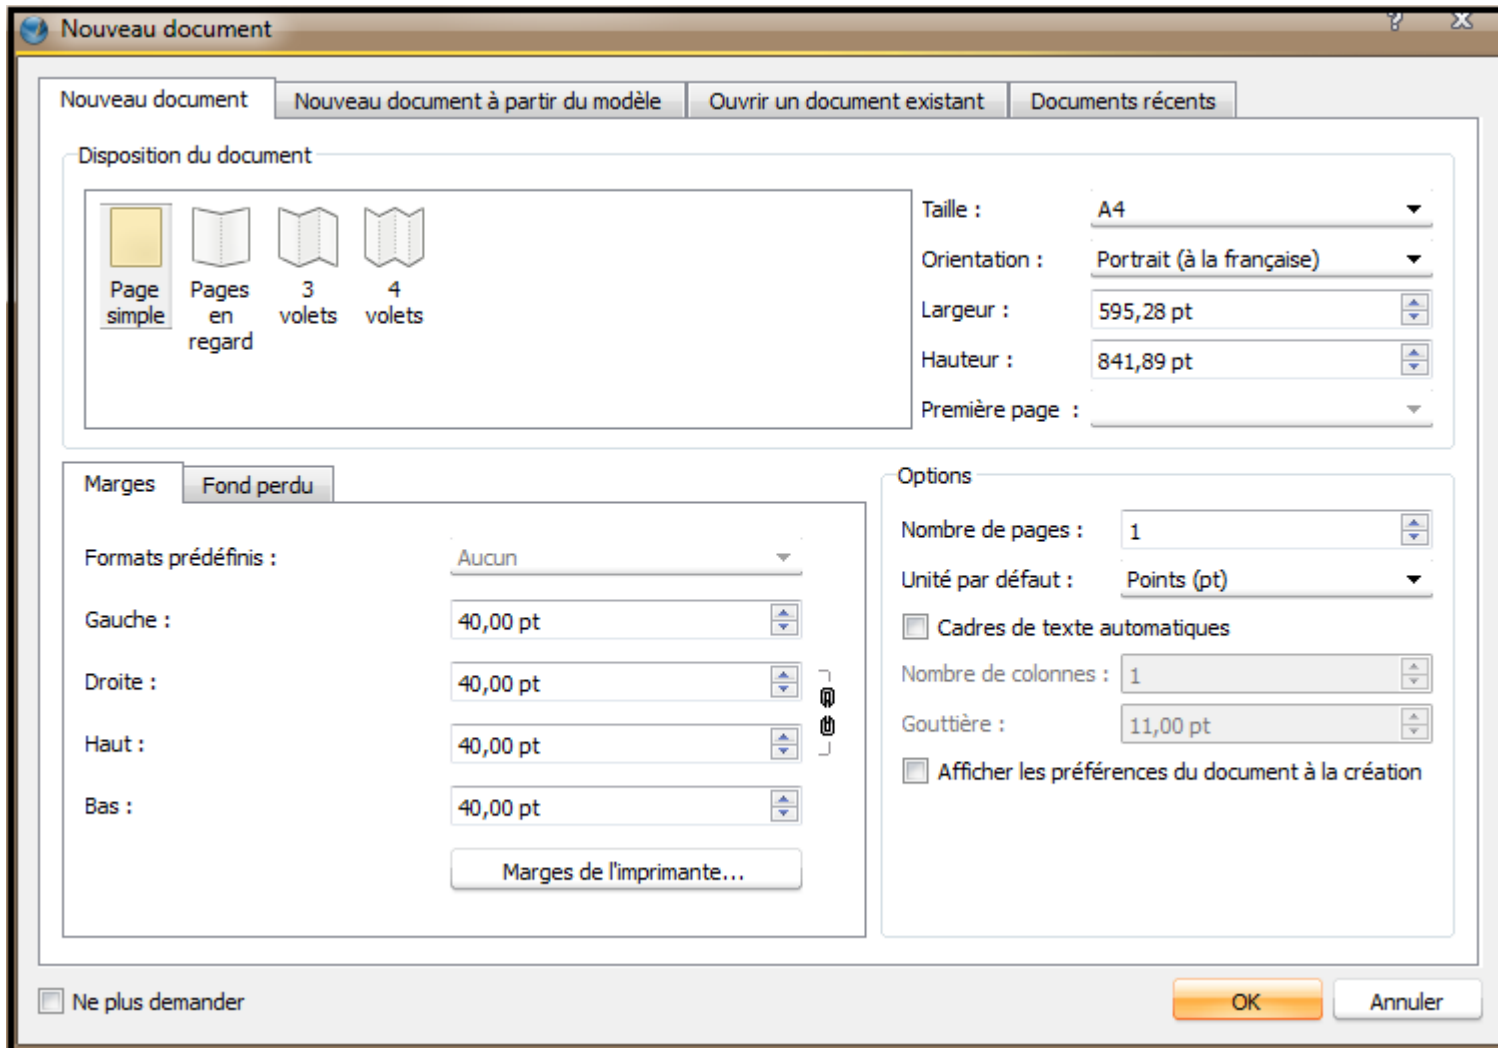 Nouveau document
Nouveau document Nouveau document à partir du modèle Ouvrir un document existant Documents récents
Disposition du document
Page simple
Pages en regard
3 volets
4 volets
Taille : A4
Orientation : Portrait (à la française)
Largeur : 595,28 pt
Hauteur : 841,89 pt
Première page :
Marges Fond perdu
Formats prédéfinis : Aucun
Gauche : 40,00 pt
Droite : 40,00 pt
Haut : 40,00 pt
Bas : 40,00 pt
Marges de l'imprimante...
Options
Nombre de pages : 1
Unité par défaut : Points (pt)
Cadres de texte automatiques
Nombre de colonnes : 1
Gouttière : 11,00 pt
Afficher les préférences du document à la création
Ne plus demander
OK Annuler